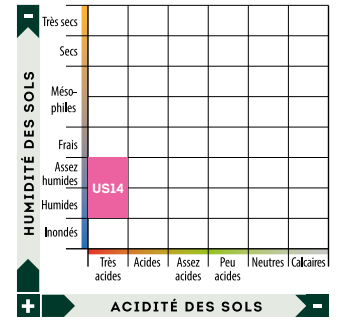 -
Très secs
Secs
Méso-
philes
Frais
Assez
humides
Humides
Inondés
HUMIDITÉ DES SOLS
US14
Très
acides
Acides
Assez
acides
Peu
acides
Neutres
Calcaires
+
ACIDITÉ DES SOLS
-